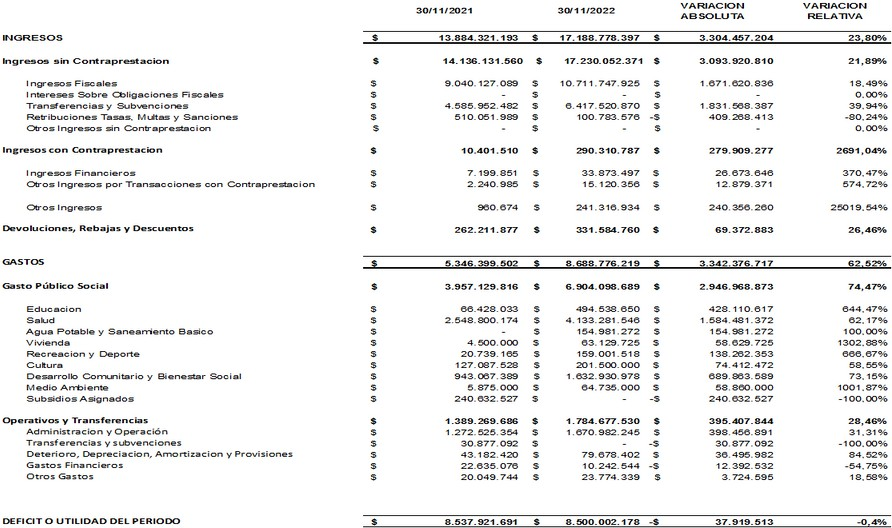 30/11/2021 30/11/2022 VARIACION ABSOLUTA VARIACION RELATIVA
INGRESOS $ 13.884.321.193 $ 17.188.778.397 $ 3.304.457.204 23,80%
Ingresos sin Contraprestacion $ 14.136.131.560 $ 17.230.052.371 $ 3.093.920.810 21,89%
Ingresos Fiscales $ 9.040.127.089 $ 10.711.747.925 $ 1.671.620.836 18,49%
Intereses Sobre Obligaciones Fiscales $ - $ - $ - 0,00%
Transferencias y Subvenciones $ 4.585.952.482 $ 6.417.520.870 $ 1.831.568.387 39,94%
Retribuciones Tasas, Multas y Sanciones $ 510.051.989 $ 100.783.576 -$ 409.268.413 -80,24%
Otros Ingresos sin Contraprestacion $ - $ - $ - 0,00%
Ingresos con Contraprestacion $ 10.401.510 $ 290.310.787 $ 279.909.277 2691,04%
Ingresos Financieros $ 7.199.851 $ 33.873.497 $ 26.673.646 370,47%
Otros Ingresos por Transacciones con Contraprestacion $ 2.240.985 $ 15.120.356 $ 12.879.371 574,72%
Otros Ingresos $ 960.674 $ 241.316.934 $ 240.356.260 25019,54%
Devoluciones, Rebajas y Descuentos $ 262.211.877 $ 331.584.760 $ 69.372.883 26,46%
GASTOS $ 5.346.399.502 $ 8.688.776.219 $ 3.342.376.717 62,52%
Gasto Público Social $ 3.957.129.816 $ 6.904.098.689 $ 2.946.968.873 74,47%
Educacion $ 66.428.033 $ 494.538.650 $ 428.110.617 644,47%
Salud $ 2.548.800.174 $ 4.133.281.546 $ 1.584.481.372 62,17%
Agua Potable y Saneamiento Basico $ - $ 154.981.272 $ 154.981.272 100,00%
Vivienda $ 4.500.000 $ 63.129.725 $ 58.629.725 1302,88%
Recreacion y Deporte $ 20.739.165 $ 159.001.518 $ 138.262.353 666,67%
Cultura $ 127.087.528 $ 201.500.000 $ 74.412.472 58,55%
Desarrollo Comunitario y Bienestar Social $ 943.067.389 $ 1.632.930.978 $ 689.863.589 73,15%
Medio Ambiente $ 5.875.000 $ 64.735.000 $ 58.860.000 1001,87%
Subsidios Asignados $ 240.632.527 $ - -$ 240.632.527 -100,00%
Operativos y Transferencias $ 1.389.269.686 $ 1.784.677.530 $ 395.407.844 28,46%
Administracion y Operación $ 1.272.525.354 $ 1.670.982.245 $ 398.456.891 31,31%
Transferencias y subvenciones $ 30.877.092 $ - -$ 30.877.092 -100,00%
Deterioro, Depreciacion, Amortizacion y Provisiones $ 43.182.420 $ 79.678.402 $ 36.495.982 84,52%
Gastos Financieros $ 22.635.076 $ 10.242.544 -$ 12.392.532 -54,75%
Otros Gastos $ 20.049.744 $ 23.774.339 $ 3.724.595 18,58%
DEFICIT O UTILIDAD DEL PERIODO $ 8.537.921.691 $ 8.500.002.178 -$ 37.919.513 -0,4%